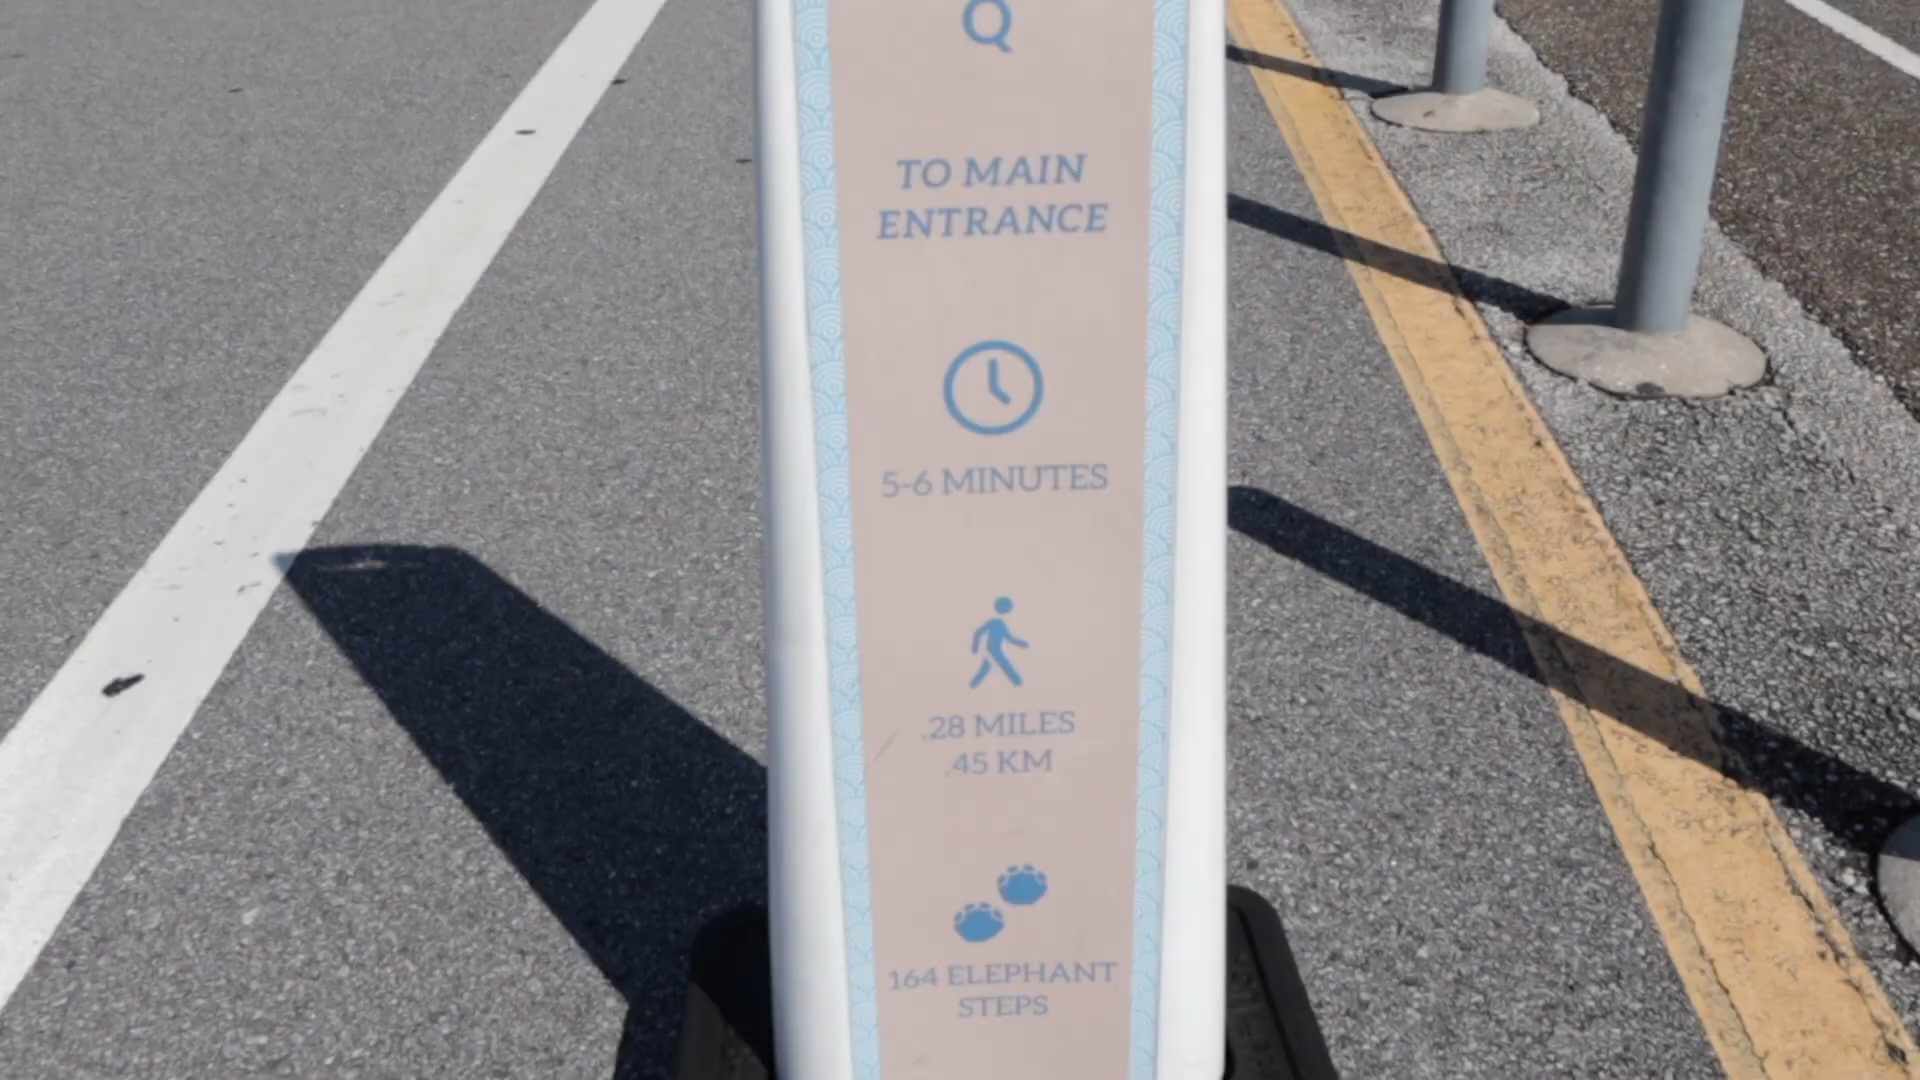 Q
TO MAIN
ENTRANCE
5-6 MINUTES
.28 MILES
.45 KM
164 ELEPHANT
STEPS